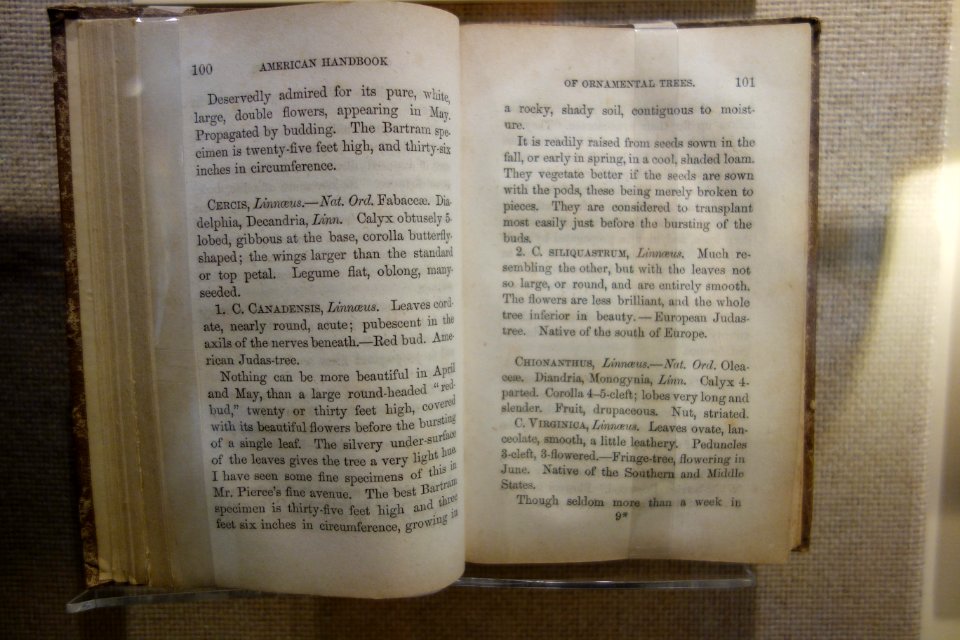 100 AMERICAN HANDBOOK
Deservedly admired for its pure, white,
large, double flowers, appearing in May.
Propagated by budding. The Bartram spe-
cimen is twenty-five feet high, and thirty-six
inches in circumference.
CERCIS, Linnæus.—Nat. Ord. Fabaceæ. Dia-
delphia, Decandria, Linn. Calyx obtusely 5-
lobed, gibbous at the base, corolla butterfly-
shaped; the wings larger than the standard
or top petal. Legume flat, oblong, many-
seeded.
1. C. CANADENSIS, Linnæus. Leaves cord-
ate, nearly round, acute; pubescent in the
axils of the nerves beneath.—Red bud. Ame-
rican Judas-tree.
Nothing can be more beautiful in April
and May, than a large round-headed "red-
bud," twenty or thirty feet high, covered
with its beautiful flowers before the bursting
of a single leaf. The silvery under-surface
of the leaves gives the tree a very light hue.
I have seen some fine specimens of this in
Mr. Pierce's fine avenue. The best Bartram
specimen is thirty-five feet high and three
feet six inches in circumference, growing in
OF ORNAMENTAL TREES. 101
a rocky, shady soil, contiguous to moist-
ure.
It is readily raised from seeds sown in the
fall, or early in spring, in a cool, shaded loam.
They vegetate better if the seeds are sown
with the pods, these being merely broken to
pieces. They are considered to transplant
most easily just before the bursting of the
buds.
2. C. SILIQUASTRUM, Linnæus. Much re-
sembling the other, but with the leaves not
so large, or round, and are entirely smooth.
The flowers are less brilliant, and the whole
tree inferior in beauty.—European Judas-
tree. Native of the south of Europe.
CHIONANTHUS, Linnæus.—Nat. Ord. Olea-
ceæ. Diandria, Monogynia, Linn. Calyx 4-
parted. Corolla 4–5-cleft; lobes very long and
slender. Fruit, drupaceous. Nut, striated.
C. VIRGINICA, Linnæus. Leaves ovate, lan-
ceolate, smooth, a little leathery. Peduncles
3-cleft, 3-flowered.—Fringe-tree, flowering in
June. Native of the Southern and Middle
States.
Though seldom more than a week in
9*